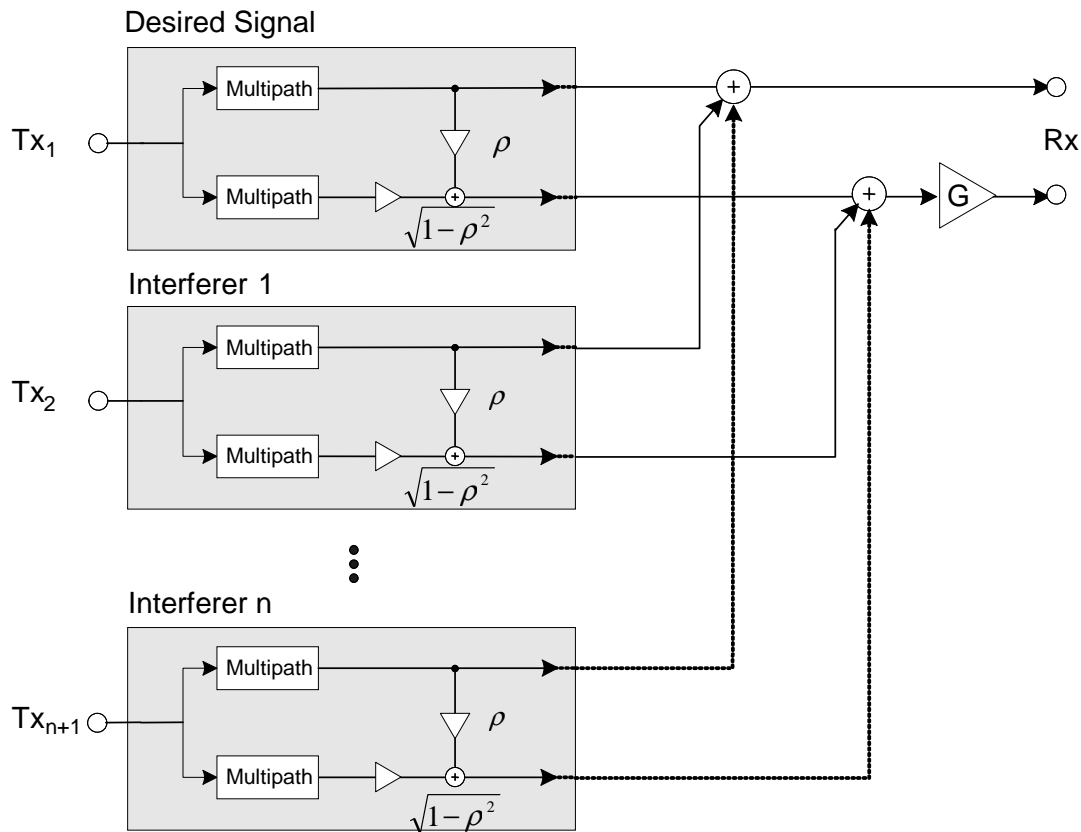 Desired Signal
Multipath
Tx₁
ρ
Multipath
√(1−ρ²)
+
+
G
Rx
Interferer 1
Multipath
Tx₂
ρ
Multipath
+
√(1−ρ²)
Interferer n
Multipath
Txₙ₊₁
ρ
Multipath
+
√(1−ρ²)